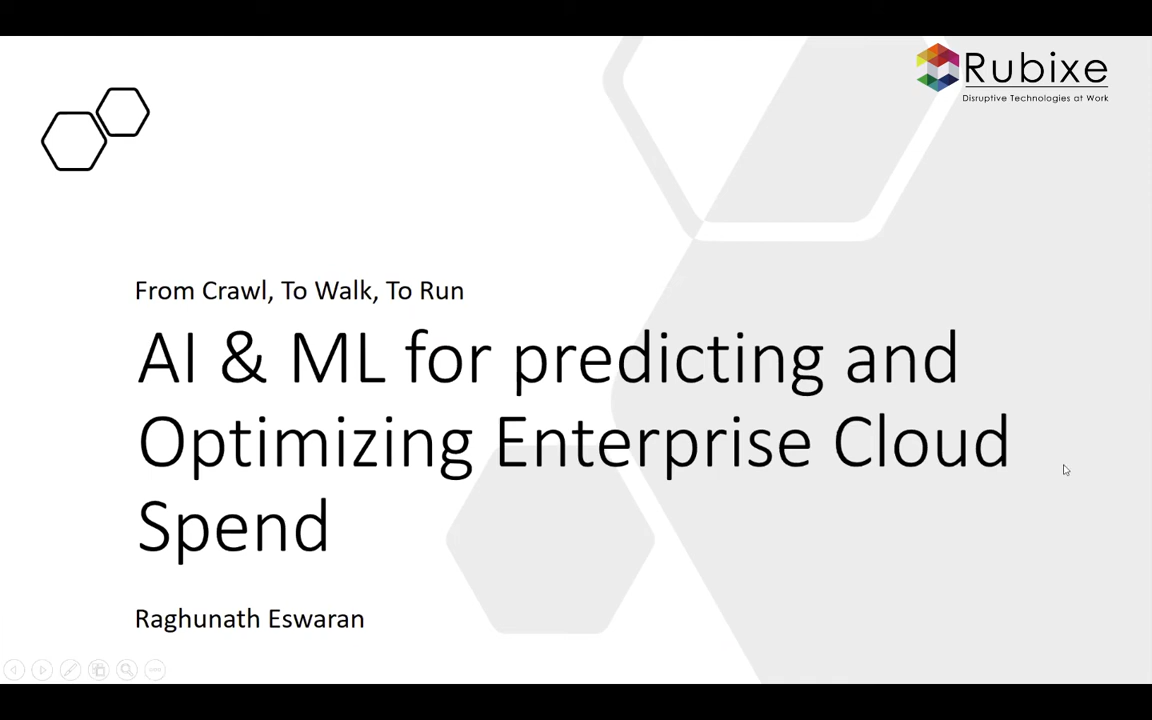 Rubixe
Disruptive Technologies at Work
From Crawl, To Walk, To Run
AI & ML for predicting and
Optimizing Enterprise Cloud
Spend
Raghunath Eswaran